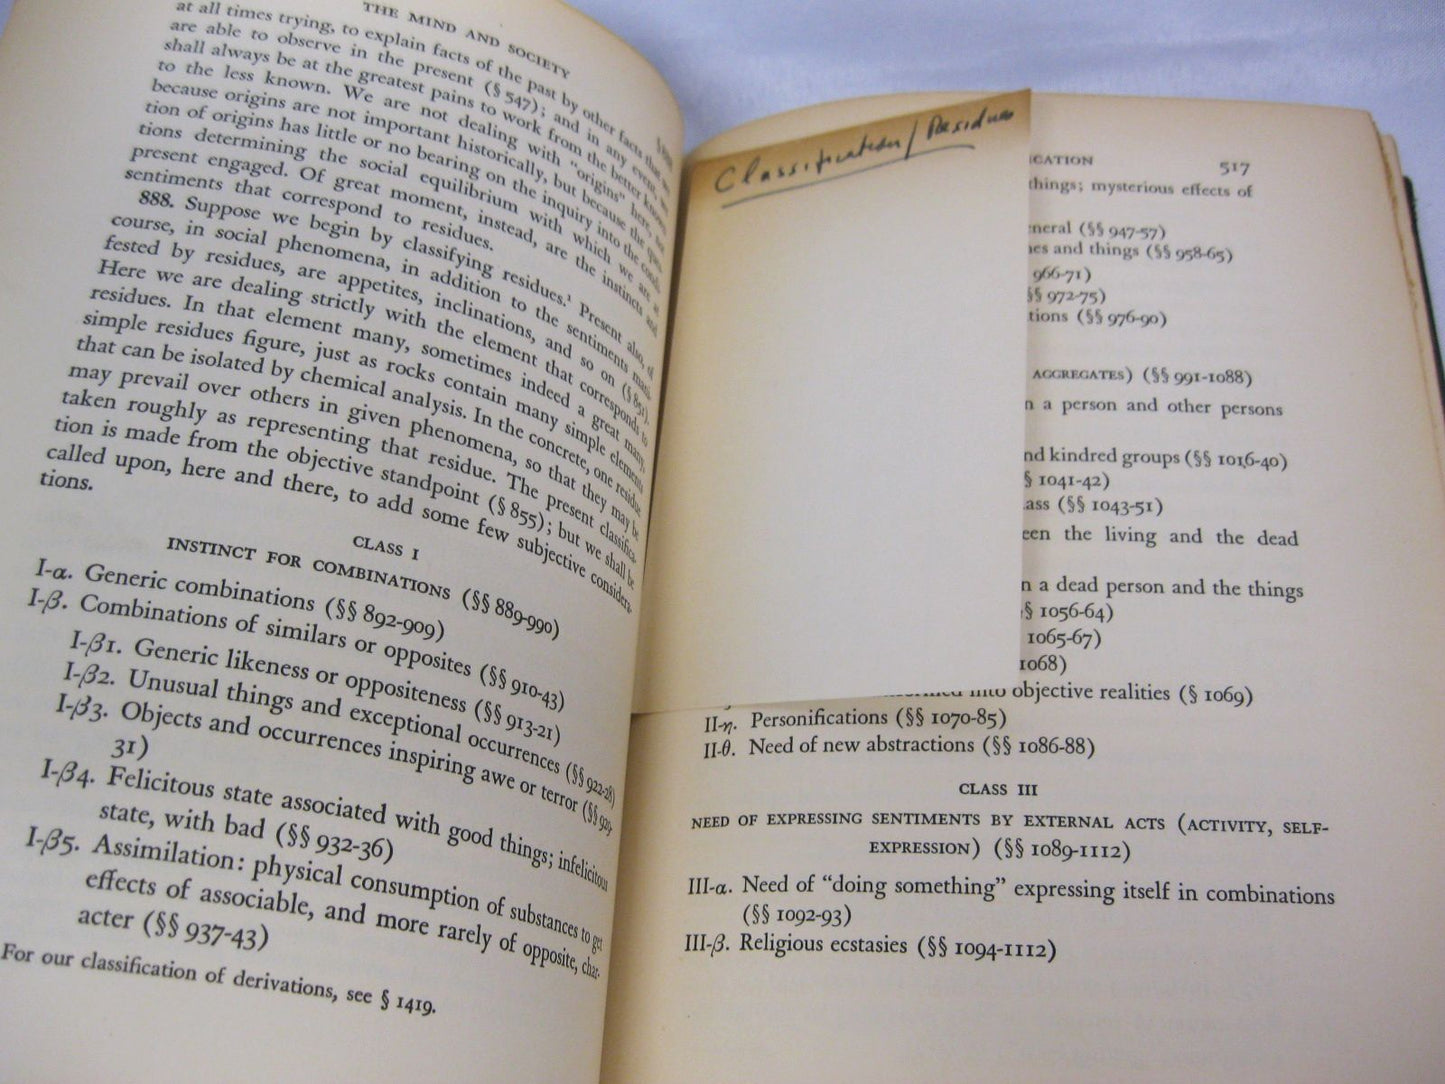 THE MIND AND SOCIETY
at all times trying, to explain facts of the past by other facts that we
are able to observe in the present (§ 547); and in any event, we
shall always be at the greatest pains to work from the better known
to the less known. We are not dealing with "origins" here, not
because origins are not important historically, but because the ques-
tion of origins has little or no bearing on the inquiry into the condi-
tions determining the social equilibrium with which we are at
present engaged. Of great moment, instead, are the instincts and
sentiments that correspond to residues.
888. Suppose we begin by classifying residues.¹ Present also, of
course, in social phenomena, in addition to the sentiments mani-
fested by residues, are appetites, inclinations, and so on (§ 851).
Here we are dealing strictly with the element that corresponds to
residues. In that element many, sometimes indeed a great many,
simple residues figure, just as rocks contain many simple elements
that can be isolated by chemical analysis. In the concrete, one residue
may prevail over others in given phenomena, so that they may be
taken roughly as representing that residue. The present classifica-
tion is made from the objective standpoint (§ 855); but we shall be
called upon, here and there, to add some few subjective considera-
tions.
CLASS I
INSTINCT FOR COMBINATIONS (§§ 889-990)
I-α. Generic combinations (§§ 892-909)
I-β. Combinations of similars or opposites (§§ 910-43)
I-β1. Generic likeness or oppositeness (§§ 913-21)
I-β2. Unusual things and exceptional occurrences (§§ 922-28)
I-β3. Objects and occurrences inspiring awe or terror (§§ 929-
31)
I-β4. Felicitous state associated with good things; infelicitous
state, with bad (§§ 932-36)
I-β5. Assimilation: physical consumption of substances to get
effects of associable, and more rarely of opposite, char-
acter (§§ 937-43)
For our classification of derivations, see § 1419.
Classification / Residues
ICATION 517
things; mysterious effects of
neral (§§ 947-57)
es and things (§§ 958-65)
966-71)
§§ 972-75)
tions (§§ 976-90)
AGGREGATES) (§§ 991-1088)
n a person and other persons
nd kindred groups (§§ 1016-40)
§ 1041-42)
ass (§§ 1043-51)
een the living and the dead
n a dead person and the things
§ 1056-64)
1065-67)
1068)
into objective realities (§ 1069)
II-η. Personifications (§§ 1070-85)
II-θ. Need of new abstractions (§§ 1086-88)
CLASS III
NEED OF EXPRESSING SENTIMENTS BY EXTERNAL ACTS (ACTIVITY, SELF-
EXPRESSION) (§§ 1089-1112)
III-α. Need of "doing something" expressing itself in combinations
(§§ 1092-93)
III-β. Religious ecstasies (§§ 1094-1112)